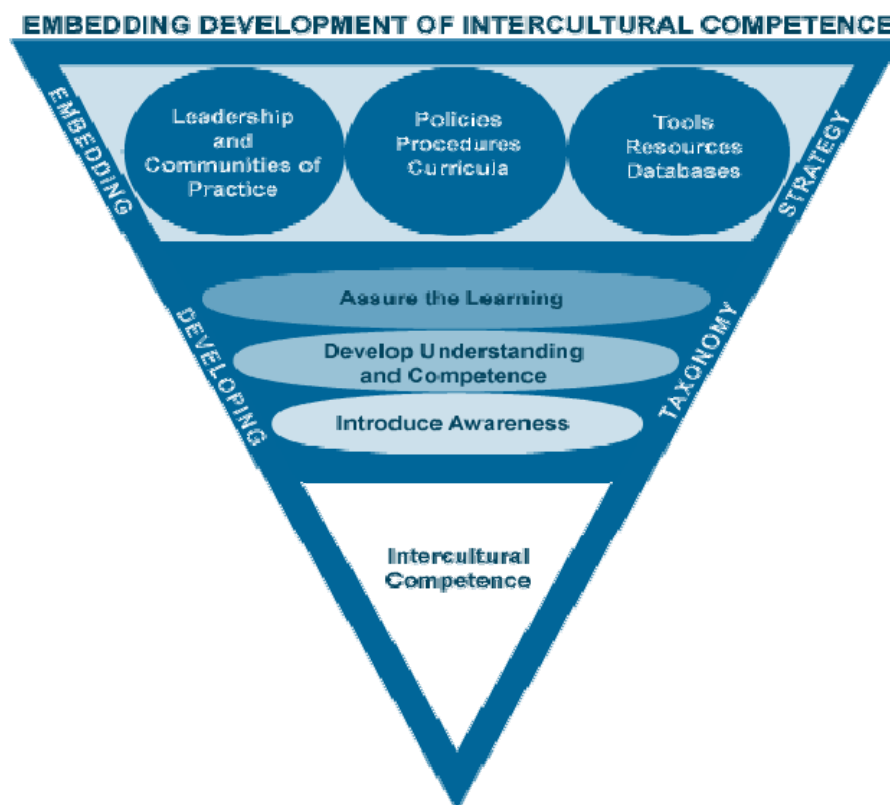 EMBEDDING DEVELOPMENT OF INTERCULTURAL COMPETENCE
EMBEDDING
Leadership
and
Communities of
Practice
Policies
Procedures
Curricula
Tools
Resources
Databases
STRATEGY
DEVELOPING
Assure the Learning
Develop Understanding
and Competence
Introduce Awareness
TAXONOMY
Intercultural
Competence